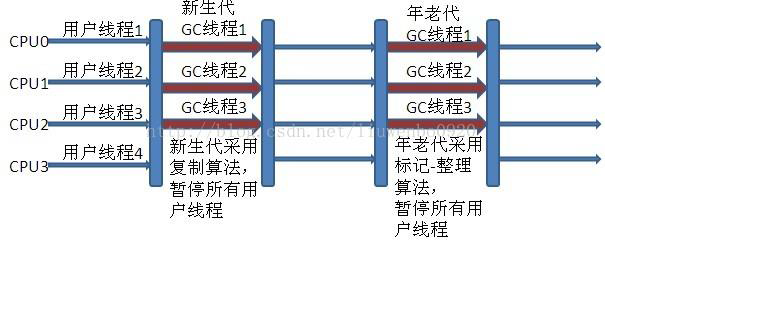 新生代
年老代
CPU0 用户线程1 GC线程1 GC线程1
CPU1 用户线程2 GC线程2 GC线程2
CPU2 用户线程3 GC线程3 GC线程3
http://blog.csdn.net/liuwenbo0920
CPU3 用户线程4
新生代采用
复制算法,
暂停所有用
户线程
年老代采用
标记-整理
算法,
暂停所有用
户线程